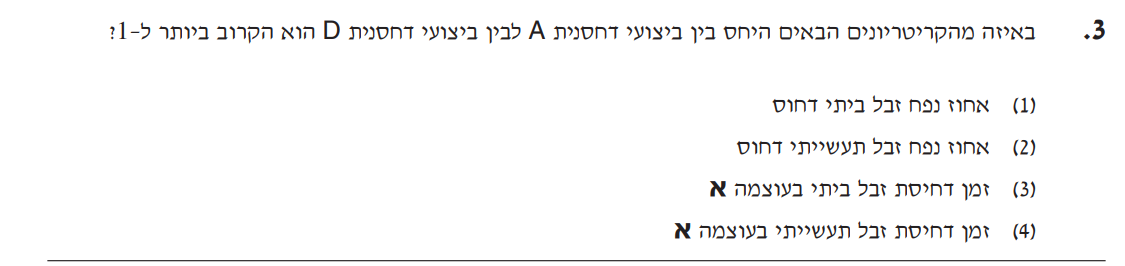 3. באיזה מהקריטריונים הבאים היחס בין ביצועי דחסנית A לבין ביצועי דחסנית D הוא הקרוב ביותר ל-1?
(1) אחוז נפח זבל ביתי דחוס
(2) אחוז נפח זבל תעשייתי דחוס
(3) זמן דחיסת זבל ביתי בעוצמה א
(4) זמן דחיסת זבל תעשייתי בעוצמה א